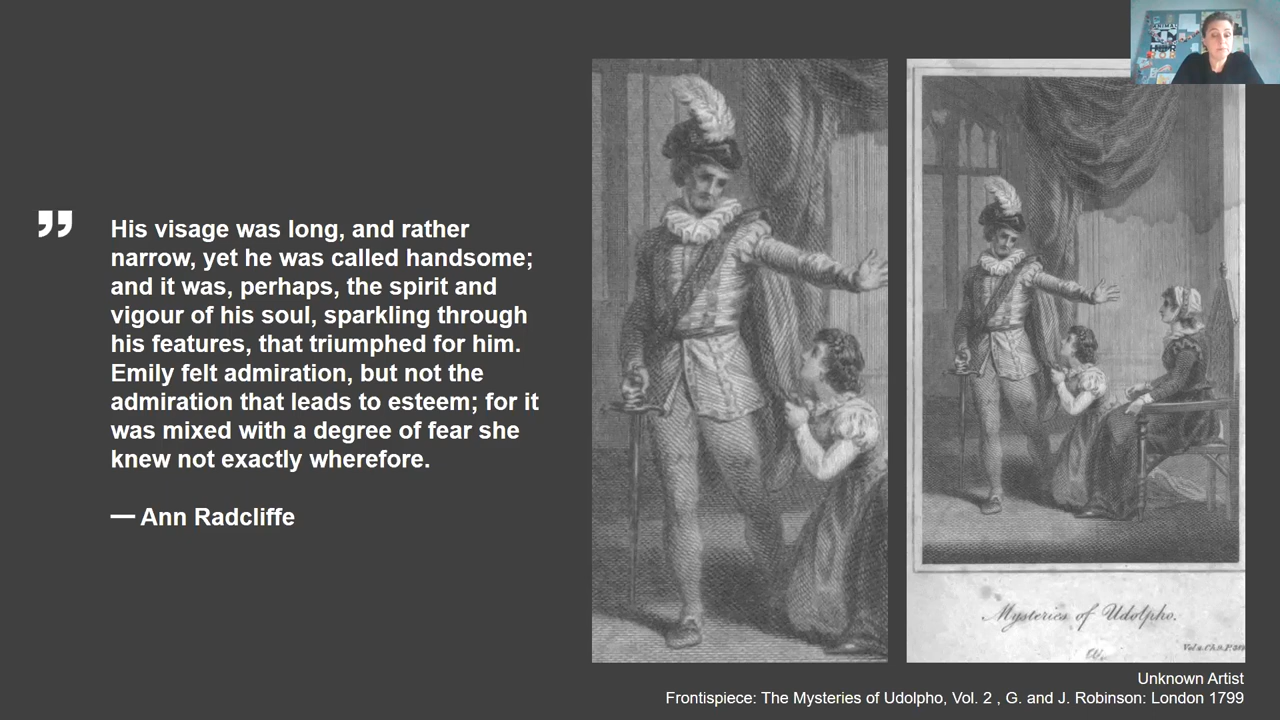 ”
His visage was long, and rather
narrow, yet he was called handsome;
and it was, perhaps, the spirit and
vigour of his soul, sparkling through
his features, that triumphed for him.
Emily felt admiration, but not the
admiration that leads to esteem; for it
was mixed with a degree of fear she
knew not exactly wherefore.
— Ann Radcliffe
Mysteries of Udolpho.
Unknown Artist
Frontispiece: The Mysteries of Udolpho, Vol. 2 , G. and J. Robinson: London 1799